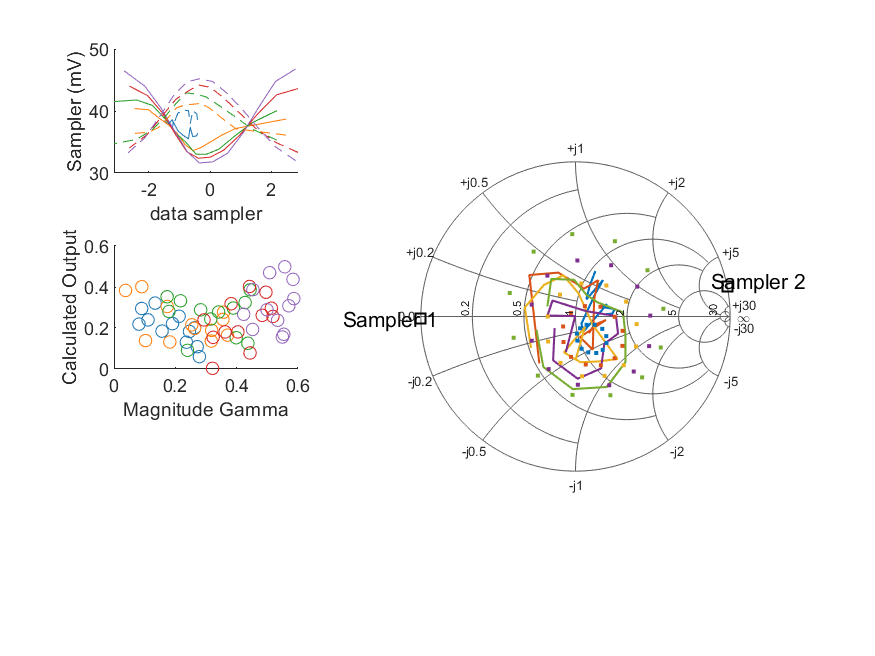 50
40
30
Sampler (mV)
-2
0
2
data sampler
0.6
0.4
0.2
0
Calculated Output
0
0.2
0.4
0.6
Magnitude Gamma
+j1
+j0.5
+j2
+j0.2
+j5
Sampler 2
+j30
0.2
0.5
1
2
5
30
∞
Sampler 1
-j30
-j0.2
-j5
-j0.5
-j2
-j1